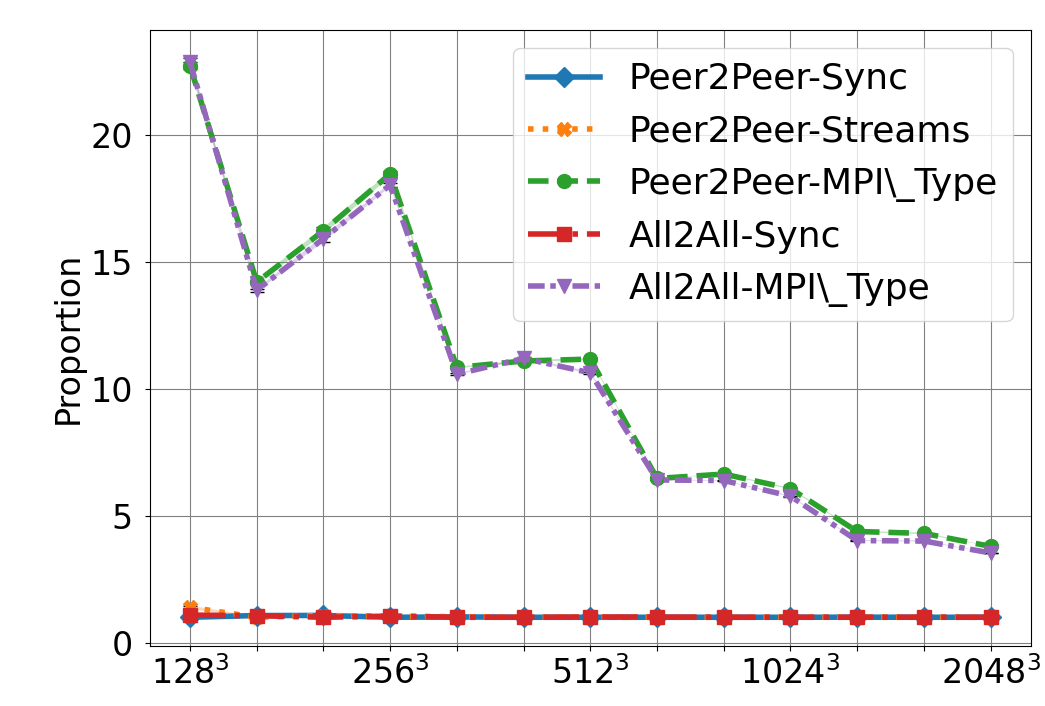 Peer2Peer-Sync
Peer2Peer-Streams
Peer2Peer-MPI\_Type
All2All-Sync
All2All-MPI\_Type
Proportion
20
15
10
5
0
128³ 256³ 512³ 1024³ 2048³